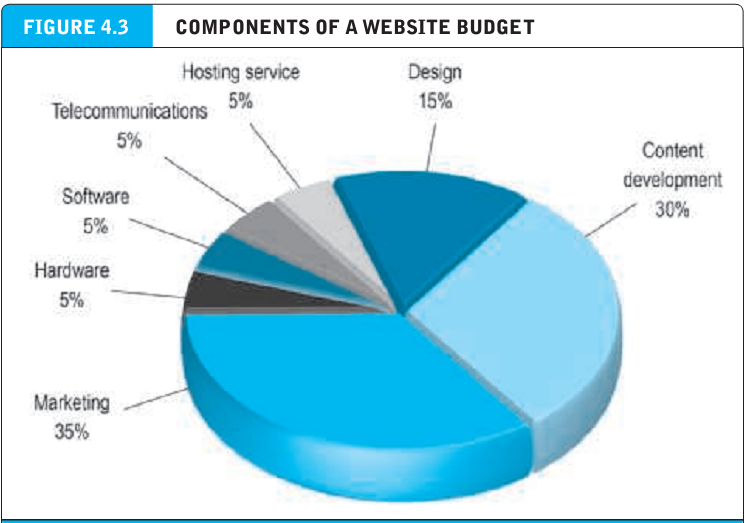 FIGURE 4.3
COMPONENTS OF A WEBSITE BUDGET
Hosting service
5%
Design
15%
Telecommunications
5%
Content
development
30%
Software
5%
Hardware
5%
Marketing
35%